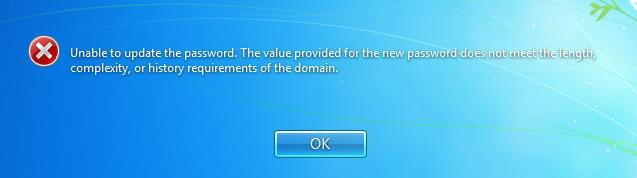 Unable to update the password. The value provided for the new password does not meet the length,
complexity, or history requirements of the domain.
OK